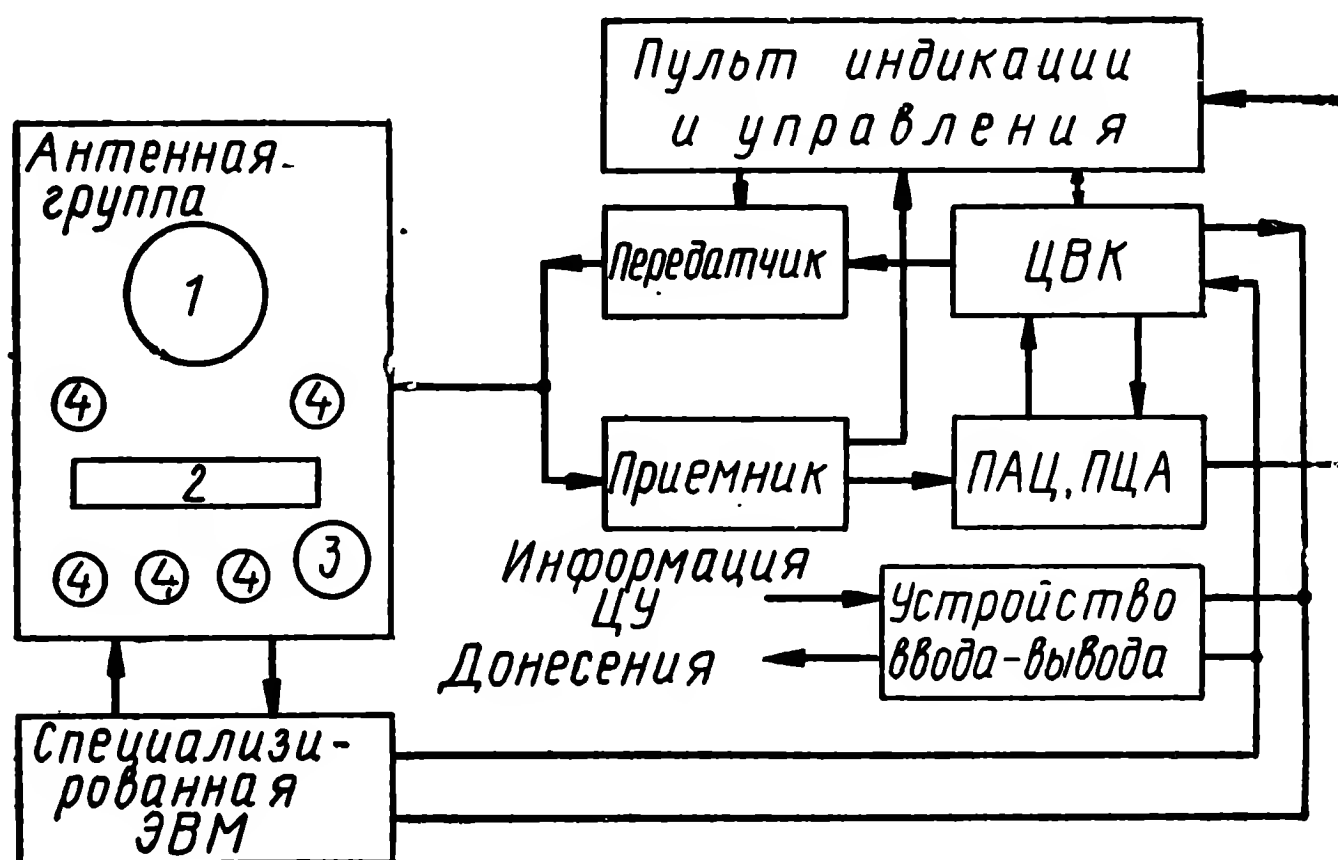 Пульт индикации
и управления
Антенная
группа
1
4 4
2
3
4 4 4
Передатчик
ЦВК
Приемник
ПАЦ, ПЦА
Информация
ЦУ
Донесения
Устройство
ввода-вывода
Специализи-
рованная
ЭВМ